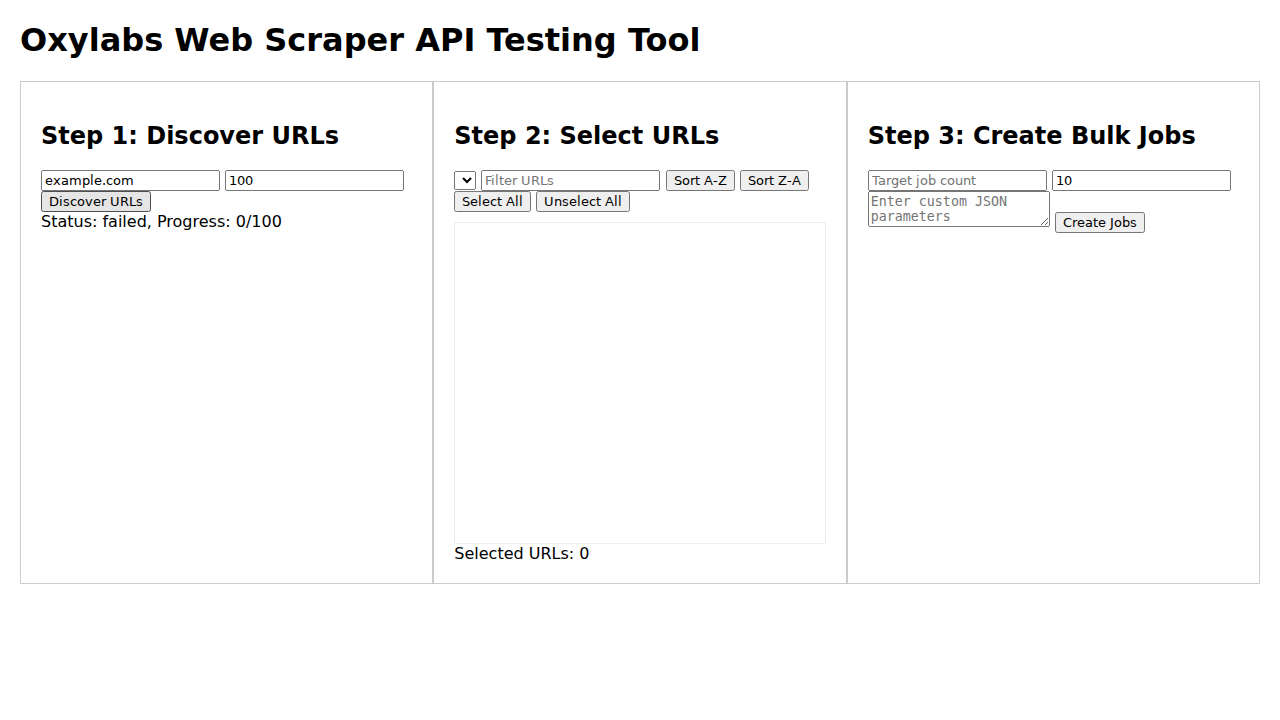 Oxylabs Web Scraper API Testing Tool
Step 1: Discover URLs
example.com 100
Discover URLs
Status: failed, Progress: 0/100
Step 2: Select URLs
Filter URLs Sort A-Z Sort Z-A
Select All Unselect All
Selected URLs: 0
Step 3: Create Bulk Jobs
Target job count 10
Enter custom JSON
parameters
Create Jobs